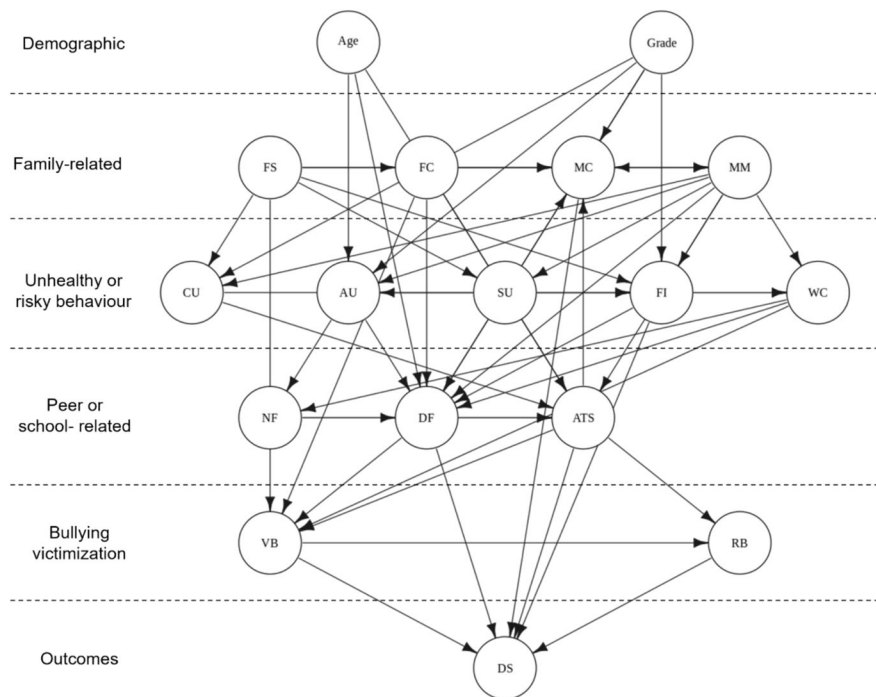 Demographic
Age
Grade
Family-related
FS
FC
MC
MM
Unhealthy or
risky behaviour
CU
AU
SU
FI
WC
Peer or
school- related
NF
DF
ATS
Bullying
victimization
VB
RB
Outcomes
DS